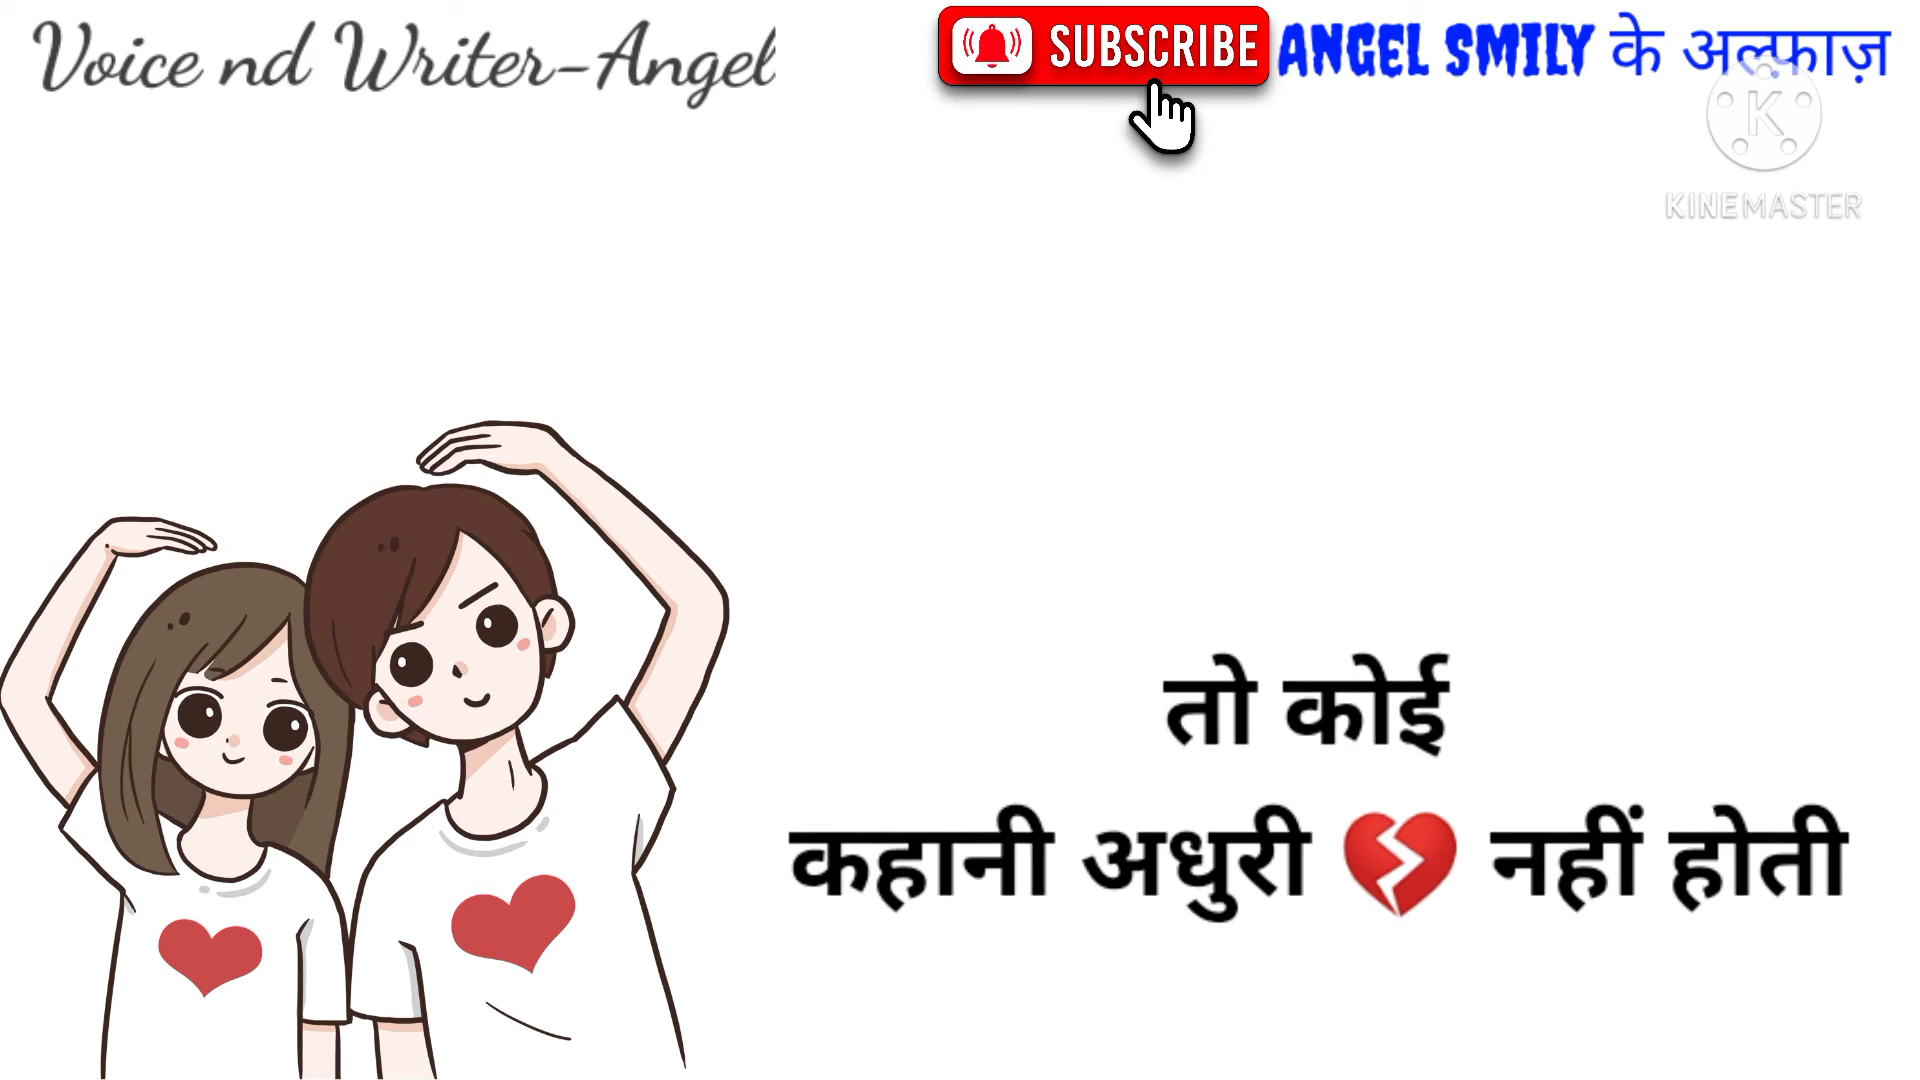 Voice nd Writer-Angel
SUBSCRIBE ANGEL SMILY के अल्फाज़
K
KINEMASTER
तो कोई
कहानी अधुरी 💔 नहीं होती